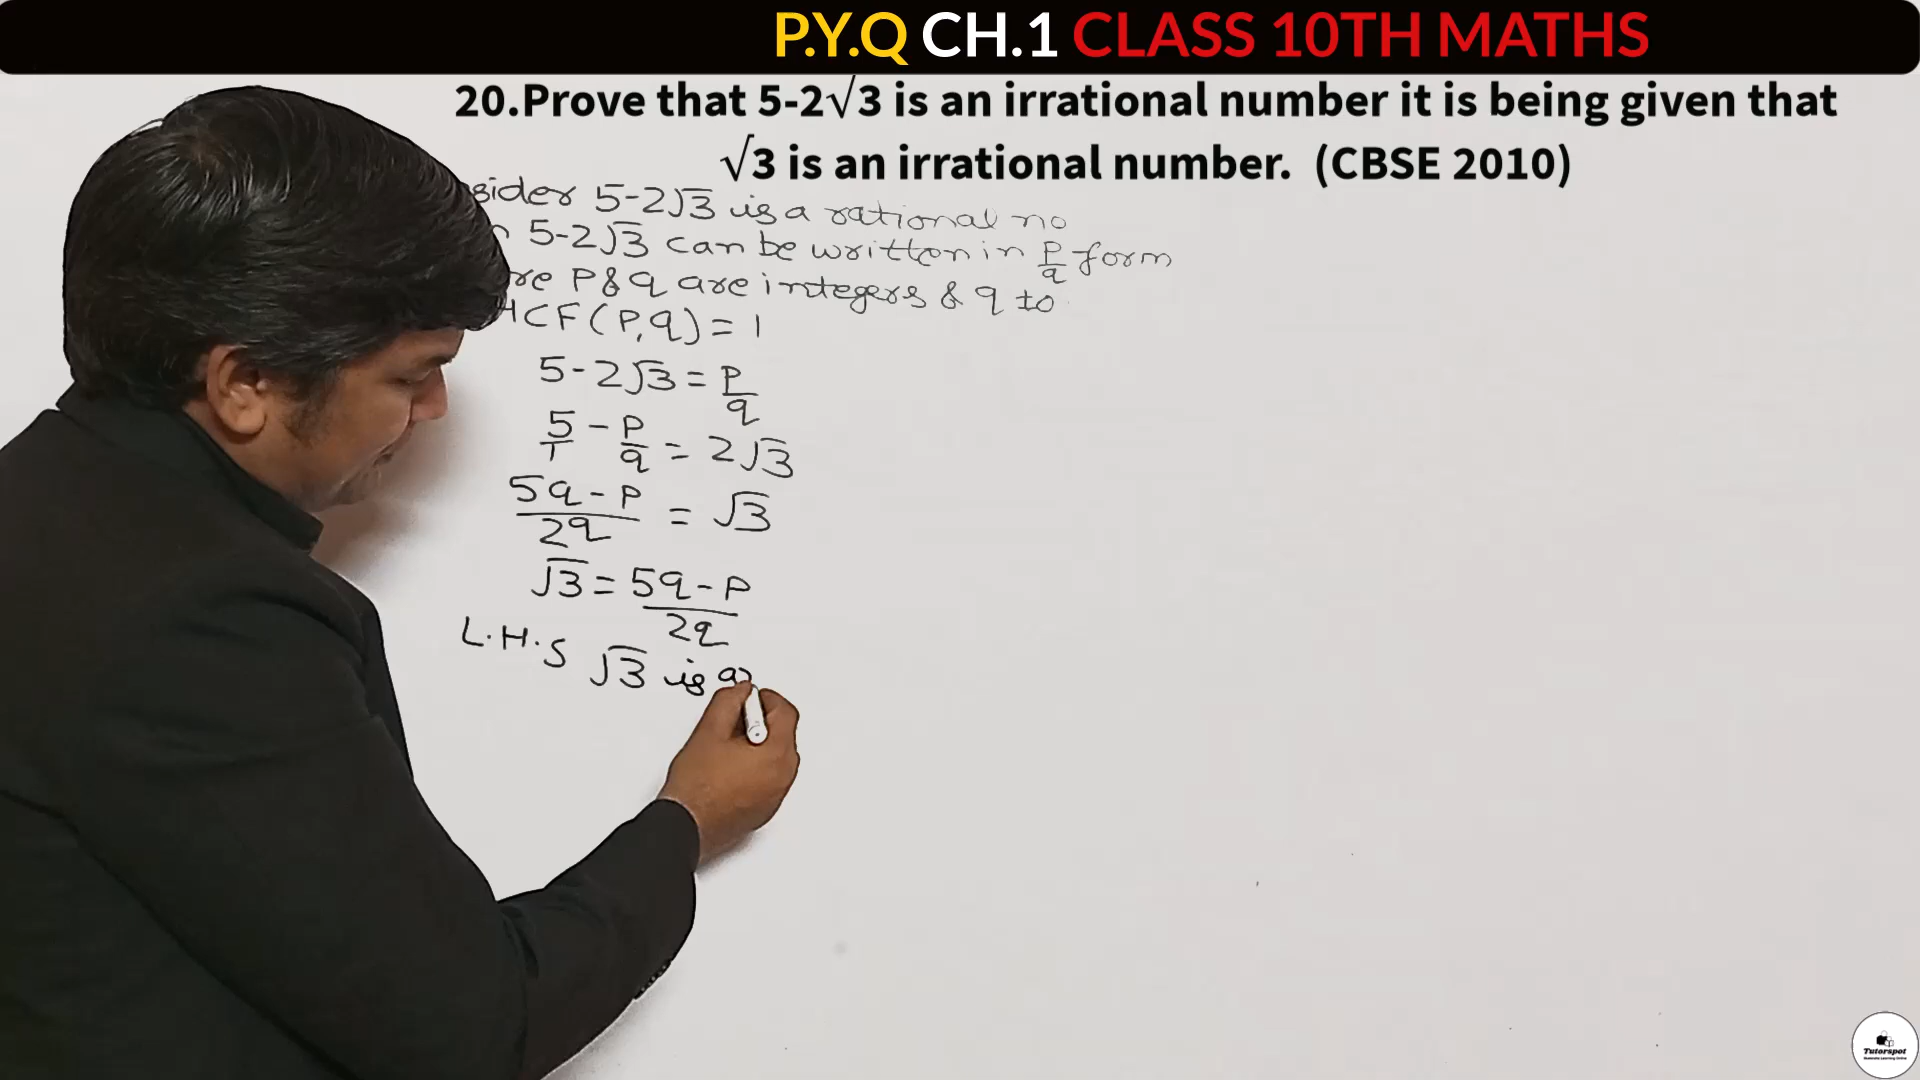 P.Y.Q CH.1 CLASS 10TH MATHS
20.Prove that 5-2√3 is an irrational number it is being given that
√3 is an irrational number. (CBSE 2010)
sider 5-2√3 is a rational no
5-2√3 can be written in P/q form
re P & q are integers & q to
HCF(P,q) = 1
5-2√3 = P/q
5/1 - P/q = 2√3
5q-P/2q = √3
√3 = 5q-P/2q
L.H.S √3 is a
Tutorspot